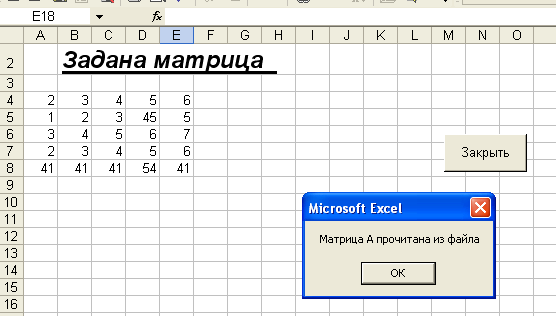 E18 fx
A B C D E F G H I J K L M N O
2 Задана матрица
3
4 2 3 4 5 6
5 1 2 3 45 5
6 3 4 5 6 7
7 2 3 4 5 6
8 41 41 41 54 41
Закрыть
9
10
11
12
13
14
15
16
Microsoft Excel
Матрица А прочитана из файла
OK